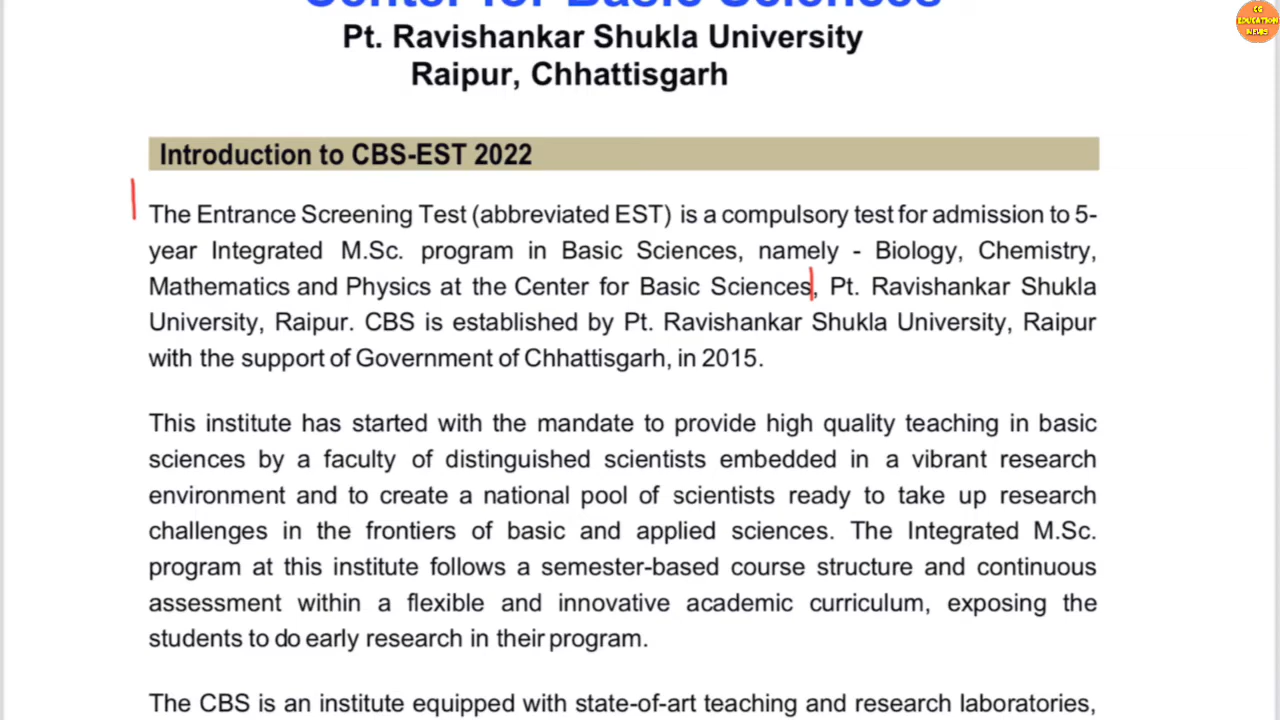 Center for Basic Sciences
Pt. Ravishankar Shukla University
Raipur, Chhattisgarh
CG
EDUCATION
NEWS
Introduction to CBS-EST 2022
The Entrance Screening Test (abbreviated EST) is a compulsory test for admission to 5-
year Integrated M.Sc. program in Basic Sciences, namely - Biology, Chemistry,
Mathematics and Physics at the Center for Basic Sciences, Pt. Ravishankar Shukla
University, Raipur. CBS is established by Pt. Ravishankar Shukla University, Raipur
with the support of Government of Chhattisgarh, in 2015.
This institute has started with the mandate to provide high quality teaching in basic
sciences by a faculty of distinguished scientists embedded in a vibrant research
environment and to create a national pool of scientists ready to take up research
challenges in the frontiers of basic and applied sciences. The Integrated M.Sc.
program at this institute follows a semester-based course structure and continuous
assessment within a flexible and innovative academic curriculum, exposing the
students to do early research in their program.
The CBS is an institute equipped with state-of-art teaching and research laboratories,